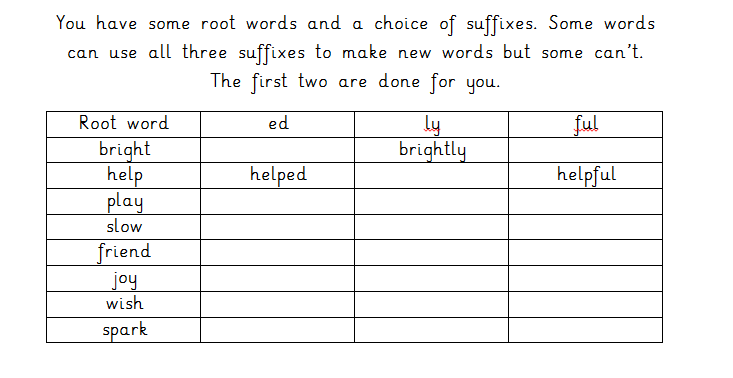 You have some root words and a choice of suffixes. Some words
can use all three suffixes to make new words but some can't.
The first two are done for you.
Root word ed ly ful
bright brightly
help helped helpful
play
slow
friend
joy
wish
spark